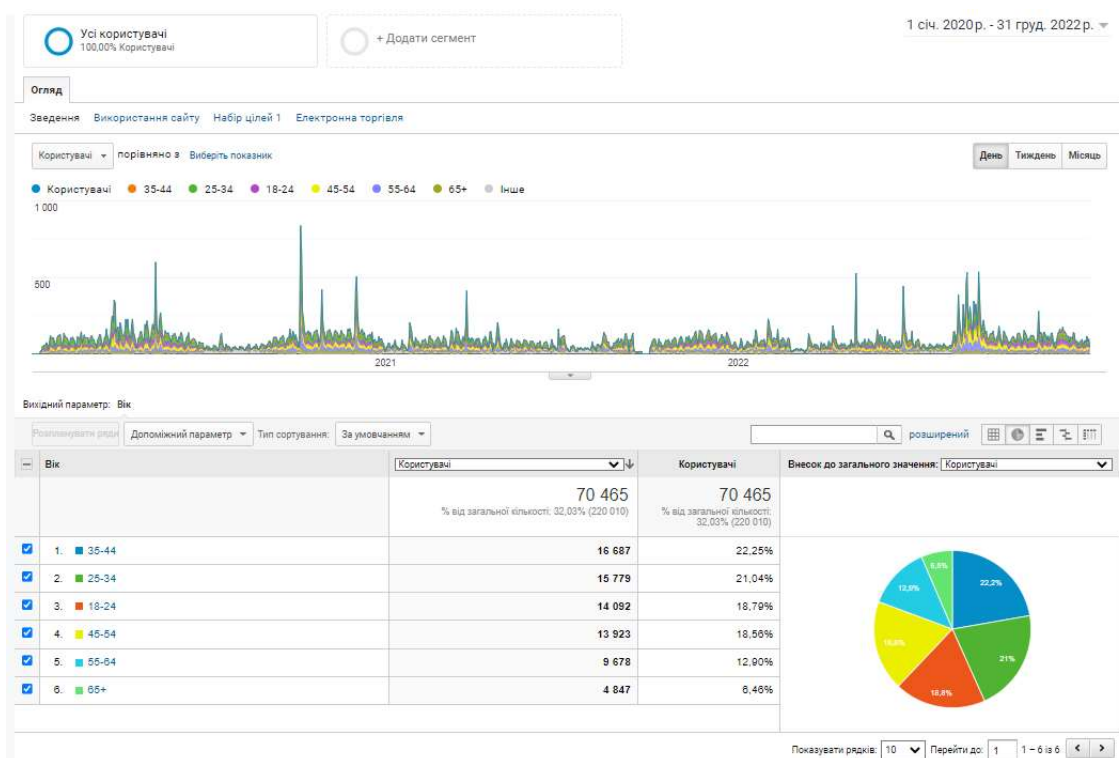 Усі користувачі
100,00% Користувачі
+ Додати сегмент
1 січ. 2020 р. - 31 груд. 2022 р.
Огляд
Зведення Використання сайту Набір цілей 1 Електронна торгівля
Користувачі порівняно з Виберіть показник
День Тиждень Місяць
Користувачі 35-44 25-34 18-24 45-54 55-64 65+ Інше
1 000
500
2021 2022
Вихідний параметр: Вік
Розпланувати ряди Допоміжний параметр Тип сортування: За умовчанням розширений
Вік Користувачі Користувачі Внесок до загального значення: Користувачі
70 465 70 465
% від загальної кількості: 32,03% (220 010) % від загальної кількості:
32,03% (220 010)
1. 35-44 16 687 22,25%
2. 25-34 15 779 21,04%
3. 18-24 14 092 18,79%
4. 45-54 13 923 18,56%
5. 55-64 9 678 12,90%
6. 65+ 4 847 6,46%
22,2%
21%
18,8%
12,9%
Показувати рядків: 10 Перейти до: 1 1 – 6 із 6